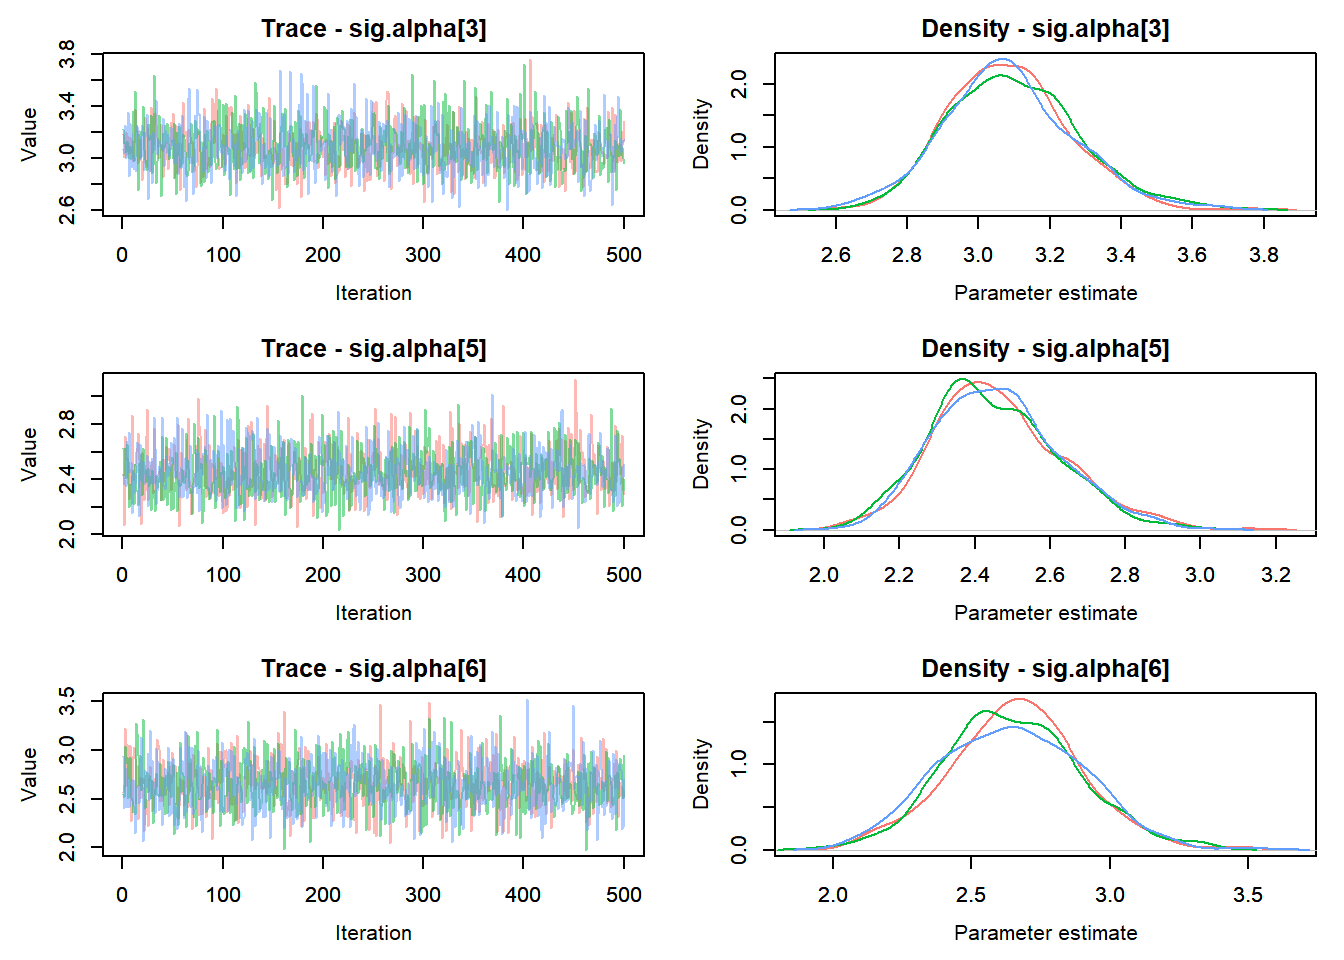 Trace - sig.alpha[3]
Value
2.6 3.0 3.4 3.8
0 100 200 300 400 500
Iteration
Density - sig.alpha[3]
Density
0.0 1.0 2.0
2.6 2.8 3.0 3.2 3.4 3.6 3.8
Parameter estimate
Trace - sig.alpha[5]
Value
2.0 2.4 2.8
0 100 200 300 400 500
Iteration
Density - sig.alpha[5]
Density
0.0 1.0 2.0
2.0 2.2 2.4 2.6 2.8 3.0 3.2
Parameter estimate
Trace - sig.alpha[6]
Value
2.0 2.5 3.0 3.5
0 100 200 300 400 500
Iteration
Density - sig.alpha[6]
Density
0.0 1.0
2.0 2.5 3.0 3.5
Parameter estimate